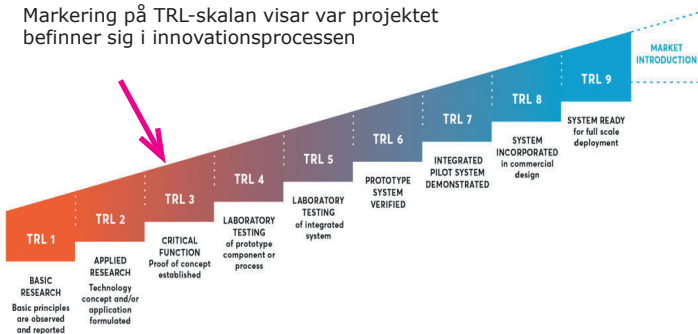 Markering på TRL-skalan visar var projektet
befinner sig i innovationsprocessen
TRL 1
BASIC
RESEARCH
Basic principles
are observed
and reported
TRL 2
APPLIED
RESEARCH
Technology
concept and/or
application
formulated
TRL 3
CRITICAL
FUNCTION
Proof of concept
established
TRL 4
LABORATORY
TESTING
of prototype
component or
process
TRL 5
LABORATORY
TESTING
of integrated
system
TRL 6
PROTOTYPE
SYSTEM
VERIFIED
TRL 7
INTEGRATED
PILOT SYSTEM
DEMONSTRATED
TRL 8
SYSTEM
INCORPORATED
in commercial
design
TRL 9
SYSTEM READY
for full scale
deployment
MARKET
INTRODUCTION